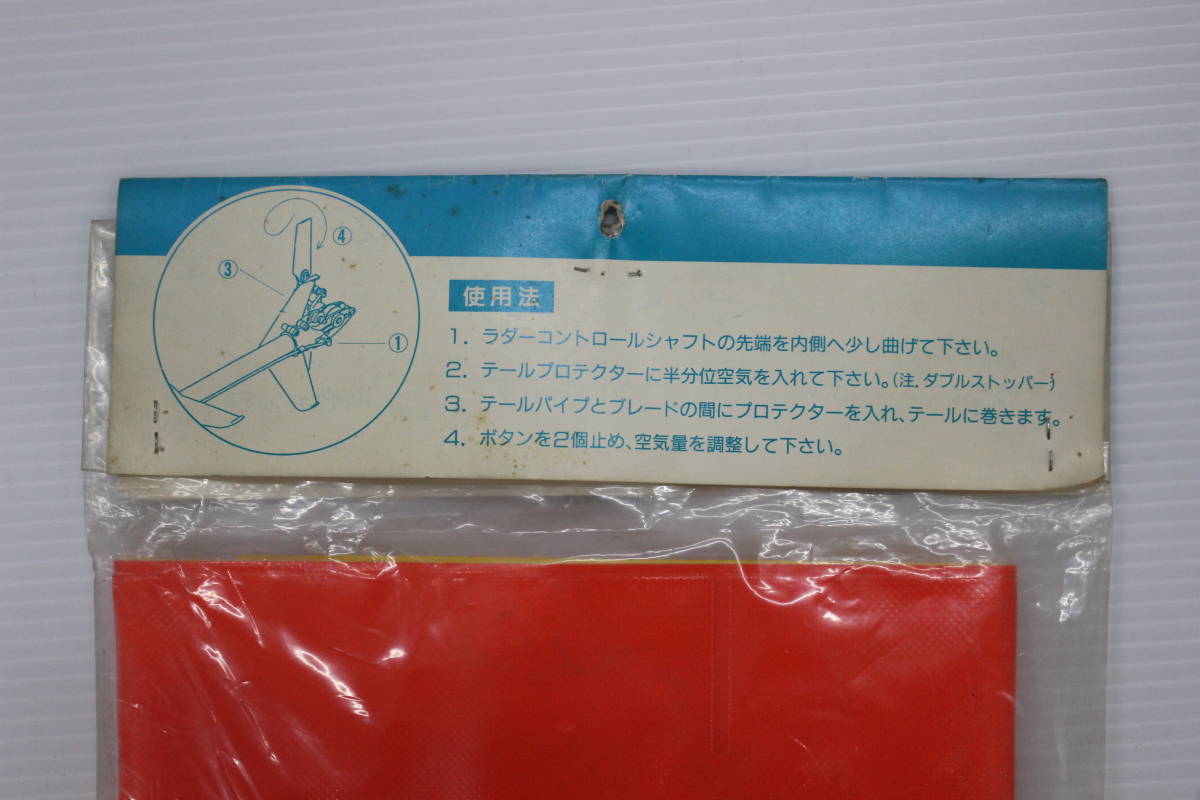 ④
③
①
使用法
1. ラダーコントロールシャフトの先端を内側へ少し曲げて下さい。
2. テールプロテクターに半分位空気を入れて下さい。(注.ダブルストッパー)
3. テールパイプとブレードの間にプロテクターを入れ、テールに巻きます。
4. ボタンを2個止め、空気量を調整して下さい。